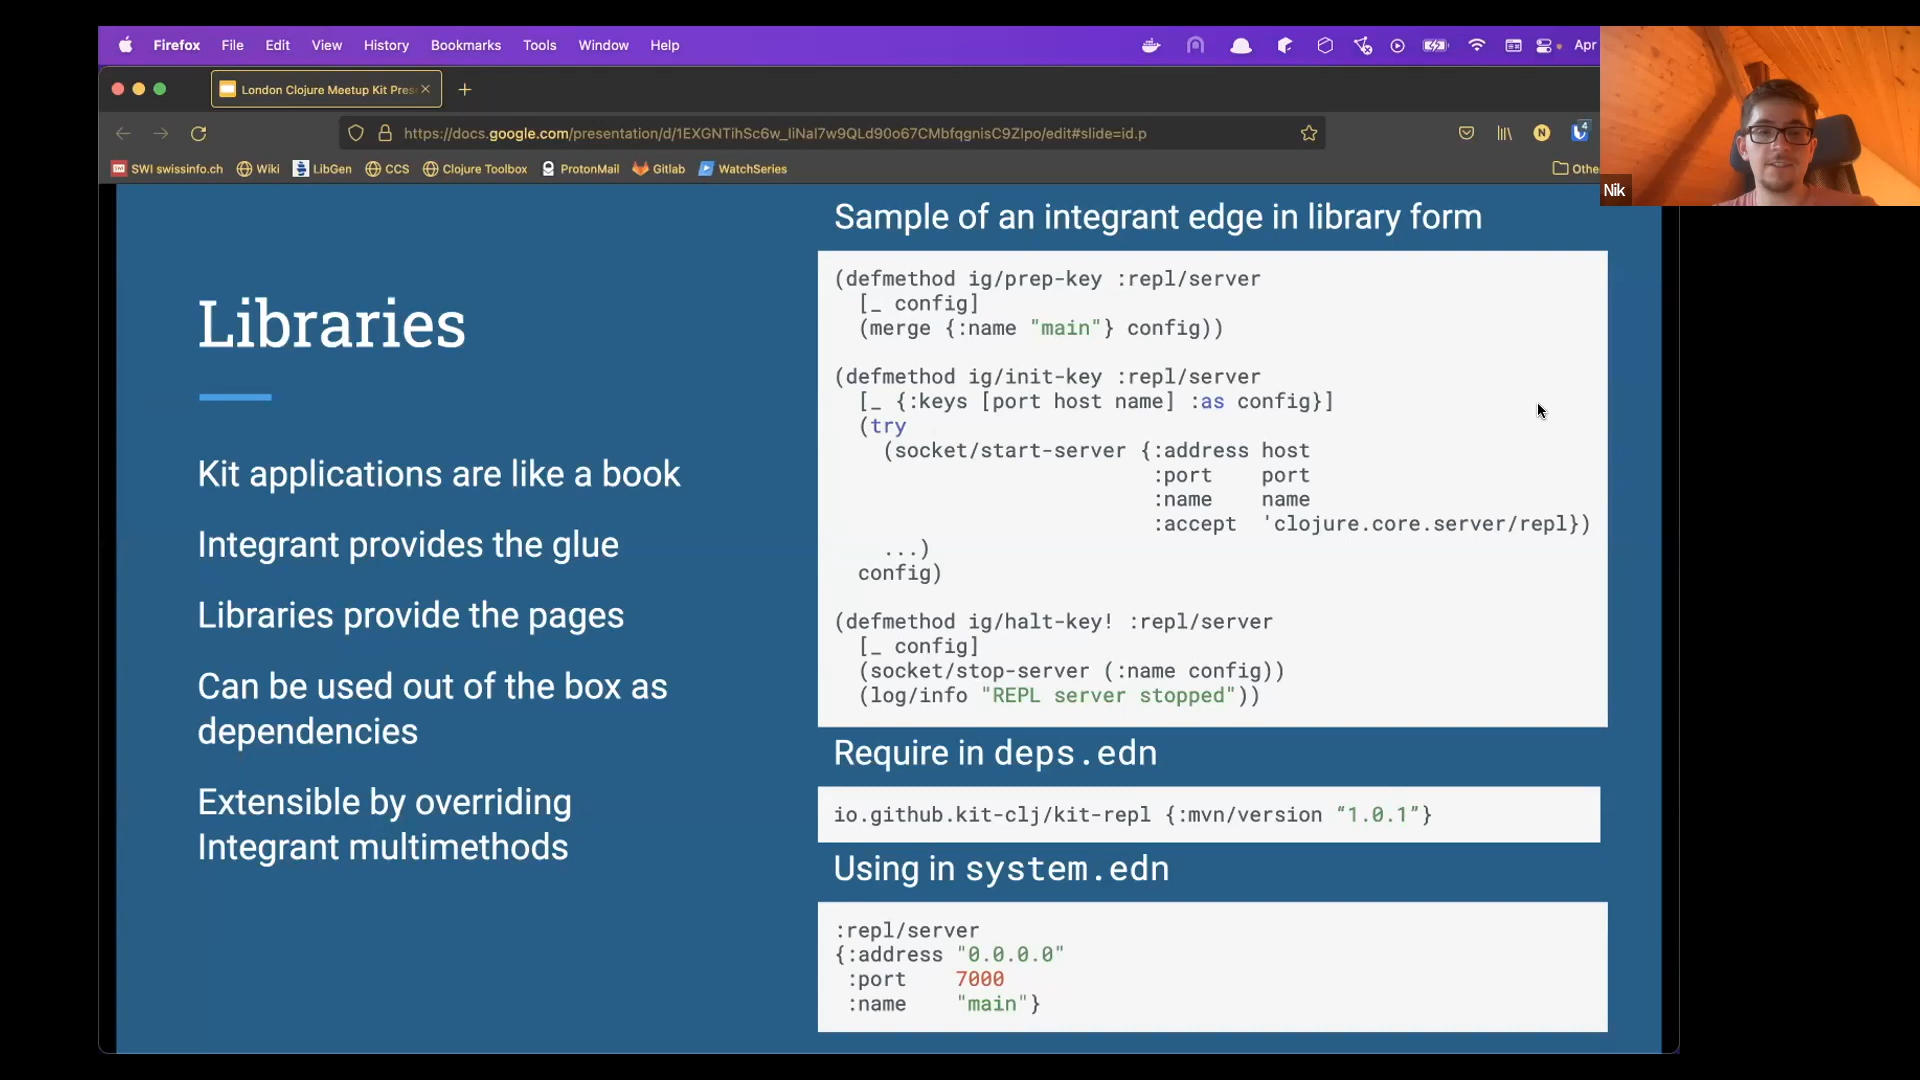 Firefox File Edit View History Bookmarks Tools Window Help Apr
London Clojure Meetup Kit Pres
https://docs.google.com/presentation/d/1EXGNTihSc6w_IiNaI7w9QLd90o67CMbfqgnisC9ZIpo/edit#slide=id.p
N
4
SWI swissinfo.ch Wiki LibGen CCS Clojure Toolbox ProtonMail Gitlab WatchSeries Othe
Nik
Libraries
Kit applications are like a book
Integrant provides the glue
Libraries provide the pages
Can be used out of the box as
dependencies
Extensible by overriding
Integrant multimethods
Sample of an integrant edge in library form
(defmethod ig/prep-key :repl/server
  [_ config]
  (merge {:name "main"} config))
(defmethod ig/init-key :repl/server
  [_ {:keys [port host name] :as config}]
  (try
    (socket/start-server {:address host
                          :port    port
                          :name    name
                          :accept  'clojure.core.server/repl})
    ...)
  config)
(defmethod ig/halt-key! :repl/server
  [_ config]
  (socket/stop-server (:name config))
  (log/info "REPL server stopped"))
Require in deps.edn
io.github.kit-clj/kit-repl {:mvn/version “1.0.1”}
Using in system.edn
:repl/server
{:address "0.0.0.0"
 :port    7000
 :name    "main"}